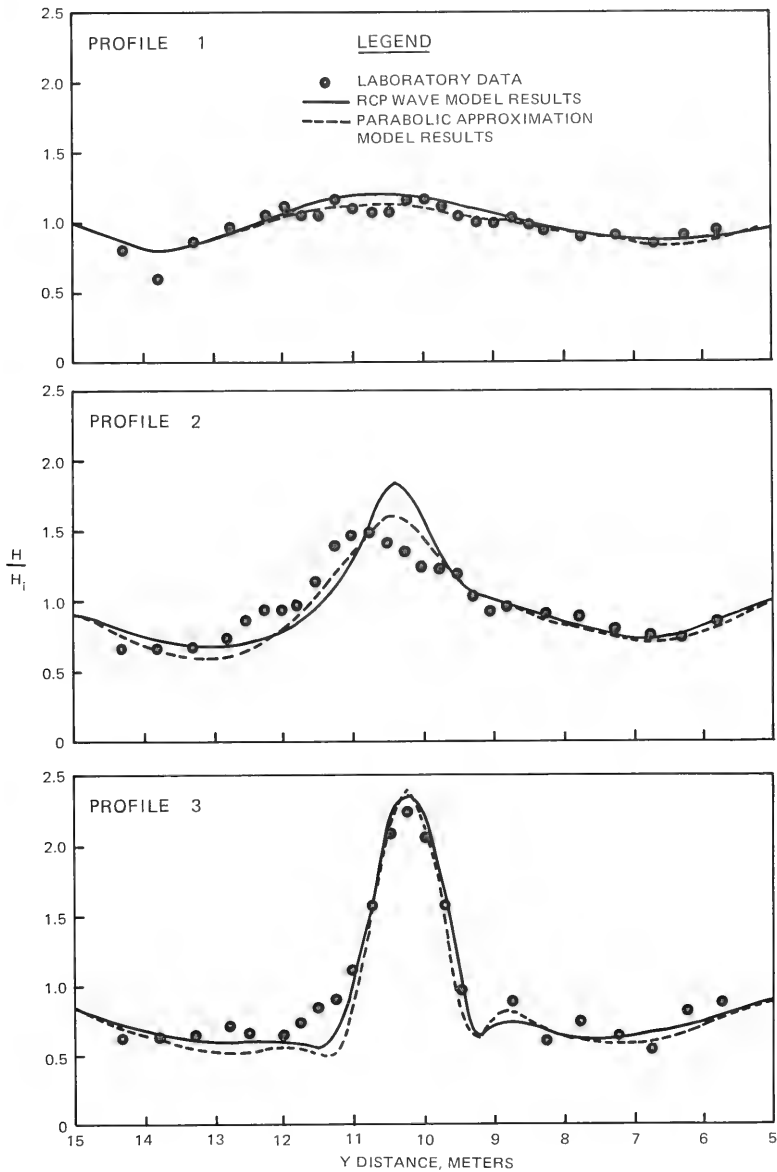 PROFILE 1
LEGEND
LABORATORY DATA
RCP WAVE MODEL RESULTS
PARABOLIC APPROXIMATION
MODEL RESULTS
2.5
2.0
1.5
1.0
0.5
0
PROFILE 2
2.5
2.0
1.5
1.0
0.5
0
H
H i
PROFILE 3
2.5
2.0
1.5
1.0
0.5
0
15 14 13 12 11 10 9 8 7 6 5
Y DISTANCE, METERS